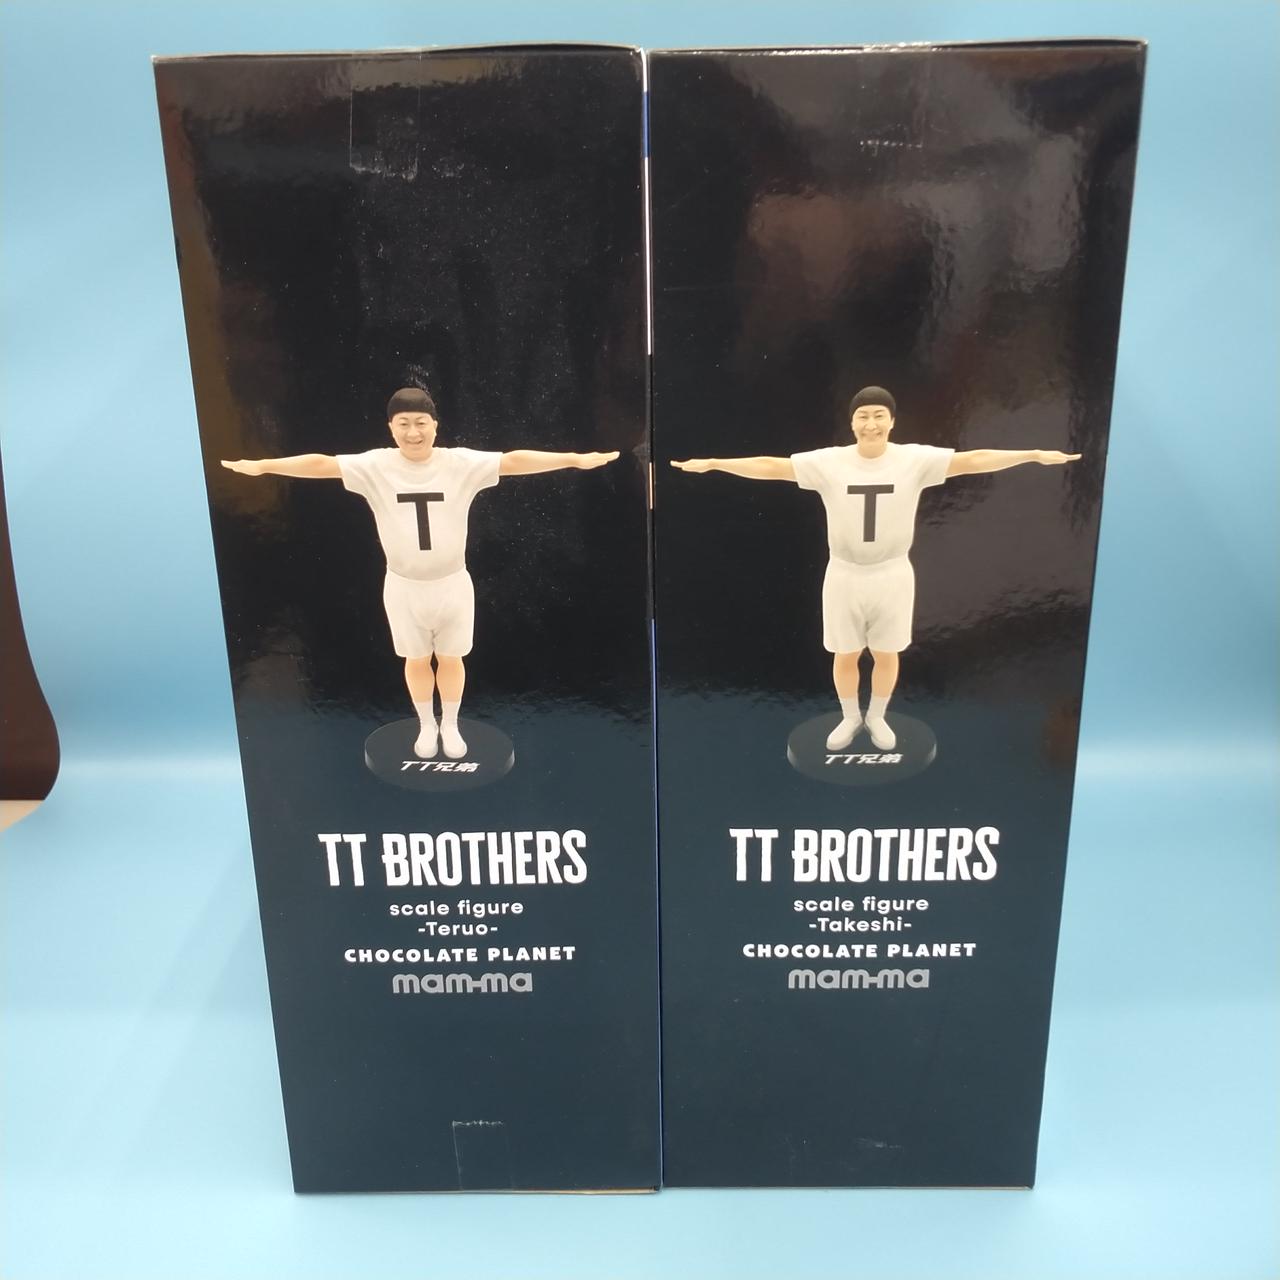 T
TT兄弟
TT BROTHERS
scale figure
-Teruo-
CHOCOLATE PLANET
mam-ma
T
TT兄弟
TT BROTHERS
scale figure
-Takeshi-
CHOCOLATE PLANET
mam-ma